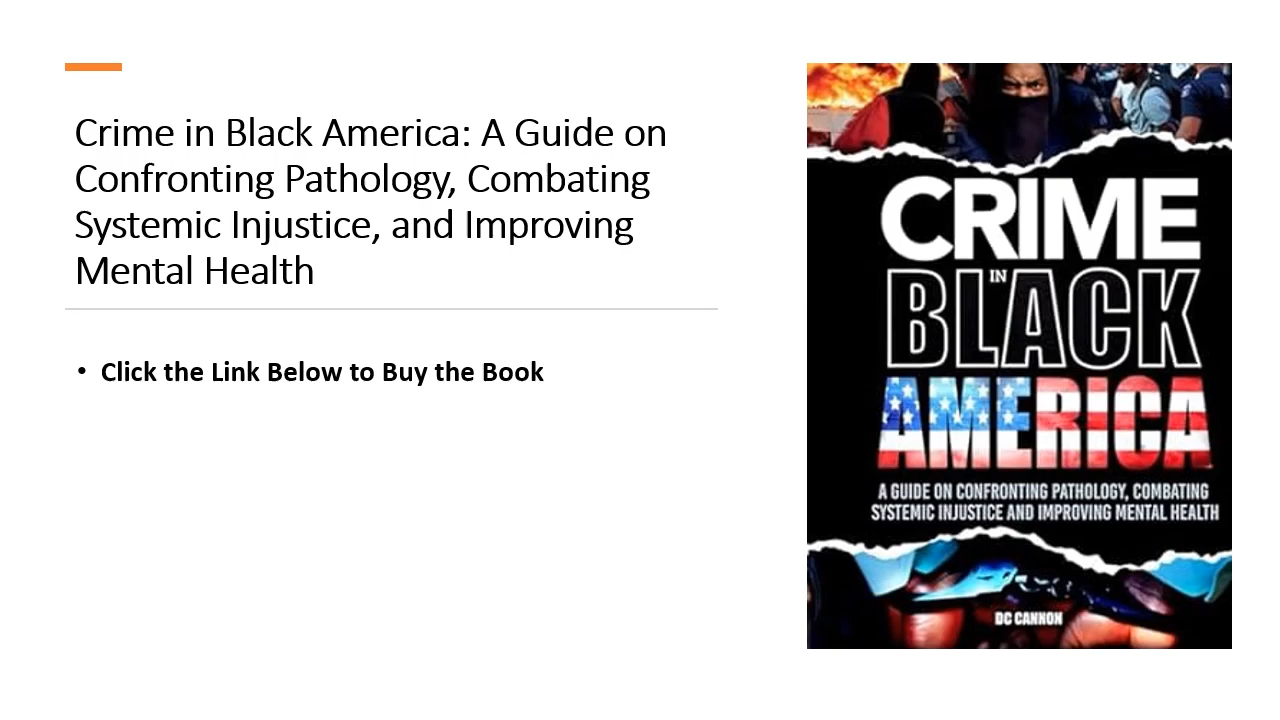 Crime in Black America: A Guide on
Confronting Pathology, Combating
Systemic Injustice, and Improving
Mental Health
• Click the Link Below to Buy the Book
CRIME
IN
BLACK
AMERICA
A GUIDE ON CONFRONTING PATHOLOGY, COMBATING
SYSTEMIC INJUSTICE AND IMPROVING MENTAL HEALTH
DC CANNON